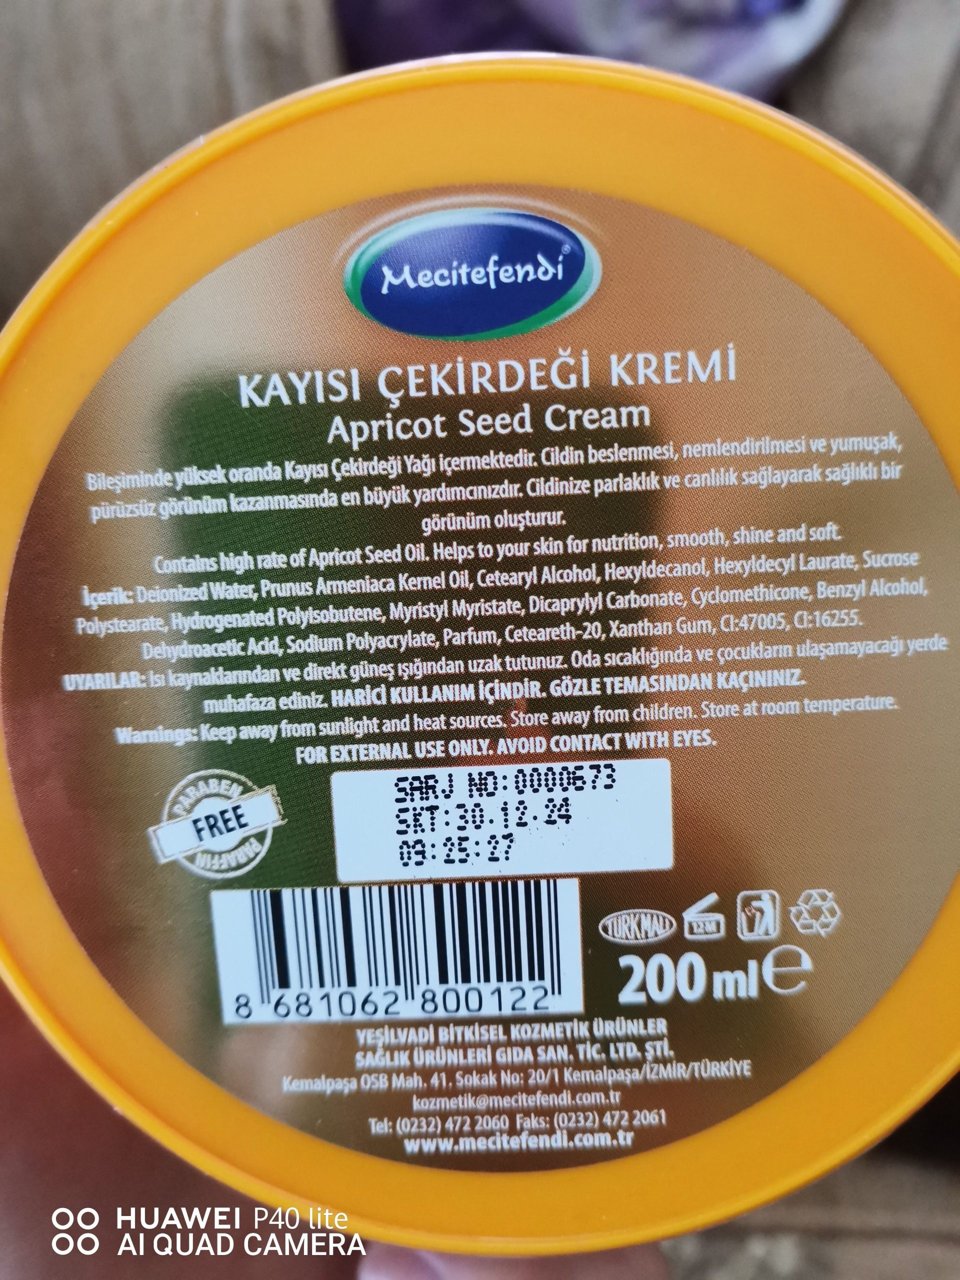 Mecitefendi®
KAYISI ÇEKİRDEĞİ KREMİ
Apricot Seed Cream
Bileşiminde yüksek oranda Kayısı Çekirdeği Yağı içermektedir. Cildin beslenmesi, nemlendirilmesi ve yumuşak,
pürüzsüz görünüm kazanmasında en büyük yardımcınızdır. Cildinize parlaklık ve canlılık sağlayarak sağlıklı bir
görünüm oluşturur.
Contains high rate of Apricot Seed Oil. Helps to your skin for nutrition, smooth, shine and soft.
İçerik: Deionized Water, Prunus Armeniaca Kernel Oil, Cetearyl Alcohol, Hexyldecanol, Hexyldecyl Laurate, Sucrose
Polystearate, Hydrogenated Polyisobutene, Myristyl Myristate, Dicaprylyl Carbonate, Cyclomethicone, Benzyl Alcohol,
Dehydroacetic Acid, Sodium Polyacrylate, Parfum, Ceteareth-20, Xanthan Gum, CI:47005, CI:16255.
UYARILAR: Isı kaynaklarından ve direkt güneş ışığından uzak tutunuz. Oda sıcaklığında ve çocukların ulaşamayacağı yerde
muhafaza ediniz. HARİCİ KULLANIM İÇİNDİR. GÖZLE TEMASINDAN KAÇINİNIZ.
Warnings: Keep away from sunlight and heat sources. Store away from children. Store at room temperature.
FOR EXTERNAL USE ONLY. AVOID CONTACT WITH EYES.
PARABEN
FREE
PARAFFIN
SARJ NO:0000673
SKT:30.12.24
09:25:27
8 681062 800122
TÜRK MALI
12M
200 ml e
YEŞİLVADİ BİTKİSEL KOZMETİK ÜRÜNLER
SAĞLIK ÜRÜNLERİ GIDA SAN. TİC. LTD. ŞTİ.
Kemalpaşa OSB Mah. 41. Sokak No: 20/1 Kemalpaşa/İZMİR/TÜRKİYE
kozmetik@mecitefendi.com.tr
Tel: (0232) 472 2060 Faks: (0232) 472 2061
www.mecitefendi.com.tr
HUAWEI P40 lite
AI QUAD CAMERA